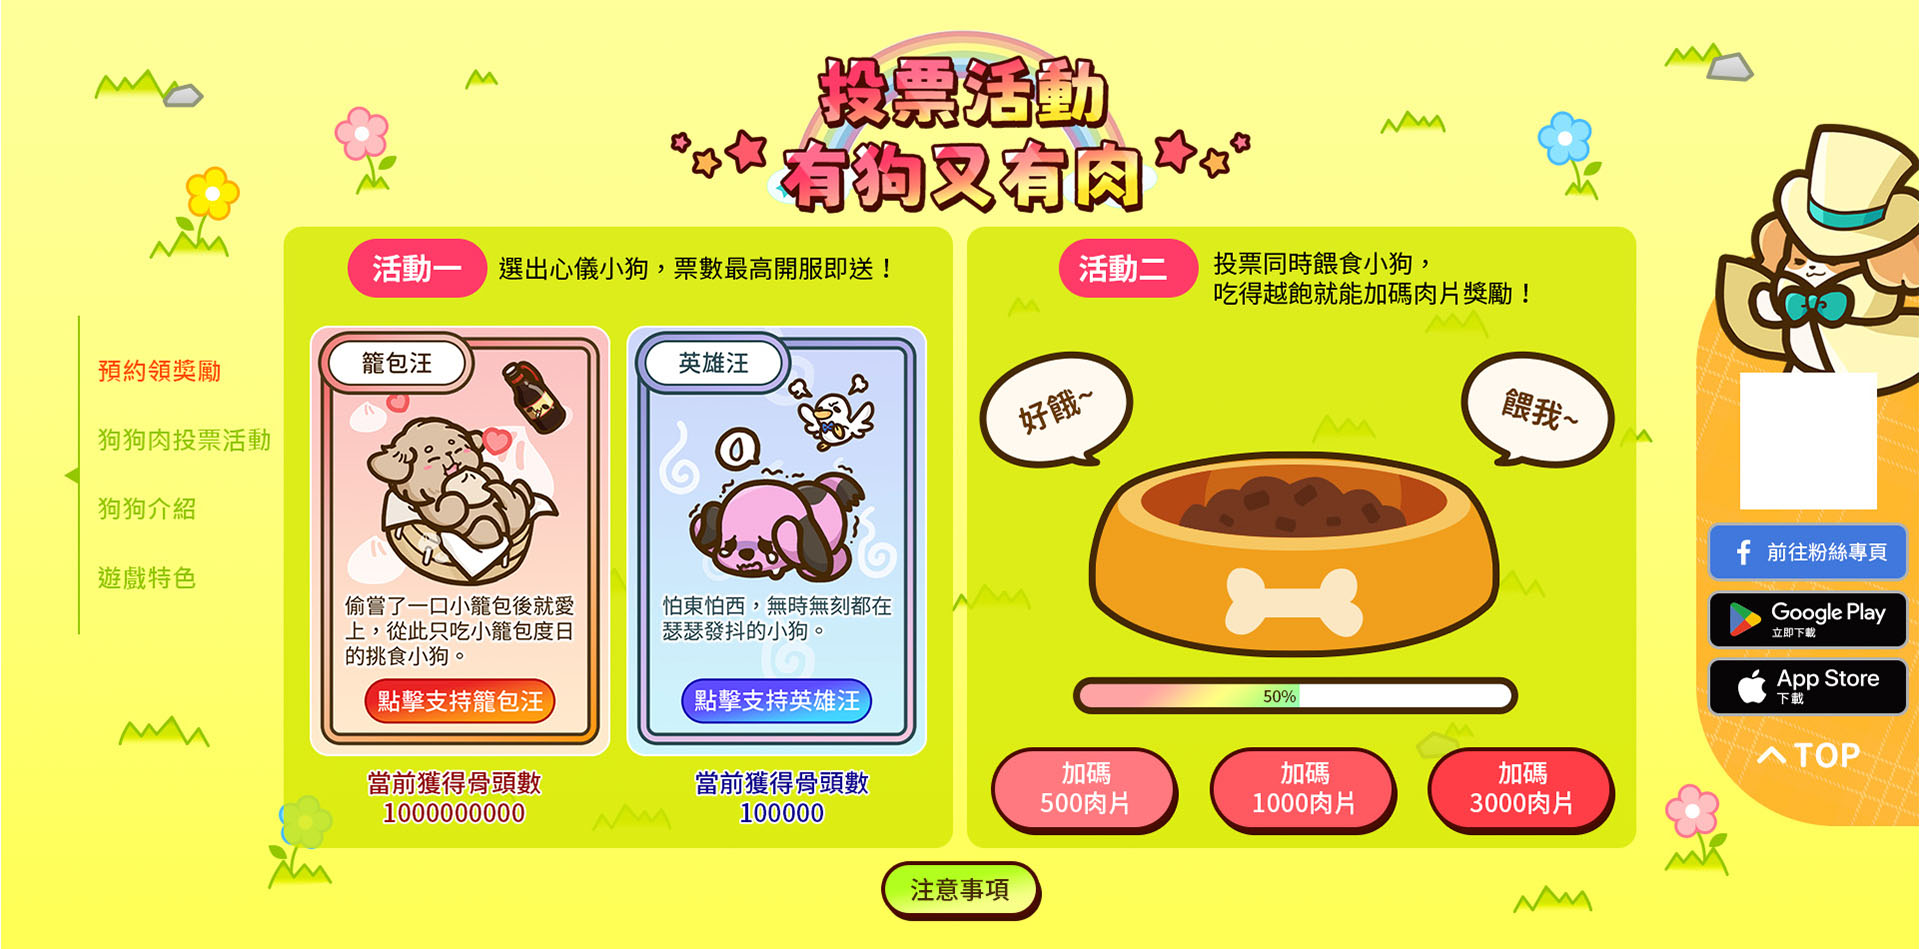 投票活動
有狗又有肉
預約領獎勵
狗狗肉投票活動
狗狗介紹
遊戲特色
活動一
選出心儀小狗，票數最高開服即送！
籠包汪
偷嘗了一口小籠包後就愛
上，從此只吃小籠包度日
的挑食小狗。
點擊支持籠包汪
當前獲得骨頭數
1000000000
英雄汪
怕東怕西，無時無刻都在
瑟瑟發抖的小狗。
點擊支持英雄汪
當前獲得骨頭數
100000
活動二
投票同時餵食小狗，
吃得越飽就能加碼肉片獎勵！
好餓~
餵我~
50%
加碼
500肉片
加碼
1000肉片
加碼
3000肉片
注意事項
前往粉絲專頁
Google Play
立即下載
App Store
下載
TOP